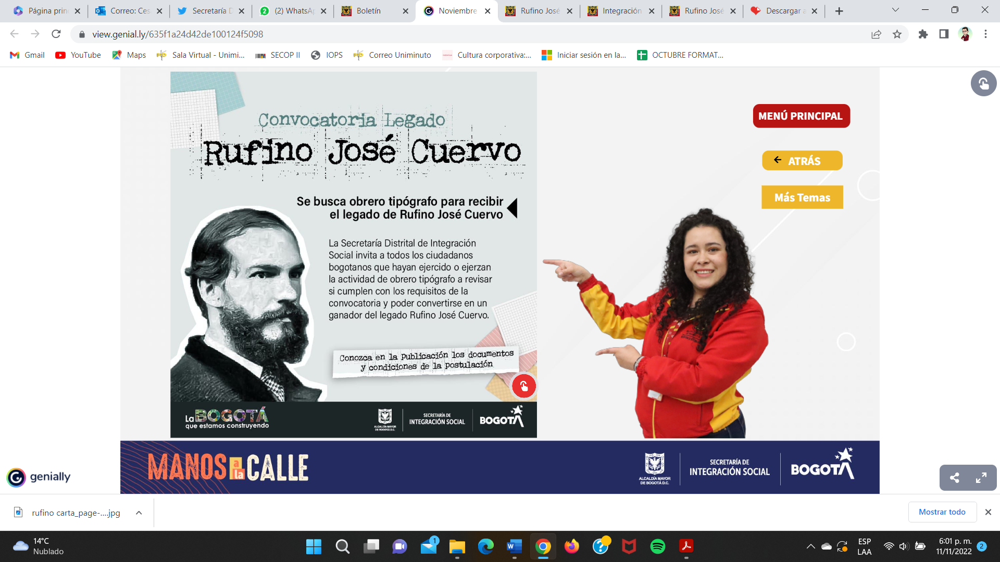 Página prin
Correo: Ces
Secretaría D
(2) WhatsAp
Boletín
Noviembre
Rufino José
Integración
Rufino José
Descargar a
view.genial.ly/635f1a24d42de100124f5098
Gmail
YouTube
Maps
Sala Virtual - Unimi...
SECOP II
IOPS
Correo Uniminuto
Cultura corporativa:...
Iniciar sesión en la...
OCTUBRE FORMAT...
Convocatoria Legado
Rufino José Cuervo
Se busca obrero tipógrafo para recibir
el legado de Rufino José Cuervo
La Secretaría Distrital de Integración
Social invita a todos los ciudadanos
bogotanos que hayan ejercido o ejerzan
la actividad de obrero tipógrafo a revisar
si cumplen con los requisitos de la
convocatoria y poder convertirse en un
ganador del legado Rufino José Cuervo.
Conozca en la publicación los documentos
y condiciones de la postulación
La BOGOTÁ
que estamos construyendo
ALCALDÍA MAYOR
DE BOGOTÁ D.C.
SECRETARÍA DE
INTEGRACIÓN SOCIAL
BOGOTÁ
MENÚ PRINCIPAL
ATRÁS
Más Temas
MANOS a la CALLE
ALCALDÍA MAYOR
DE BOGOTÁ D.C.
SECRETARÍA DE
INTEGRACIÓN SOCIAL
BOGOTÁ
genially
rufino carta_page-....jpg
Mostrar todo
14°C
Nublado
1
ESP
LAA
6:01 p. m.
11/11/2022
2